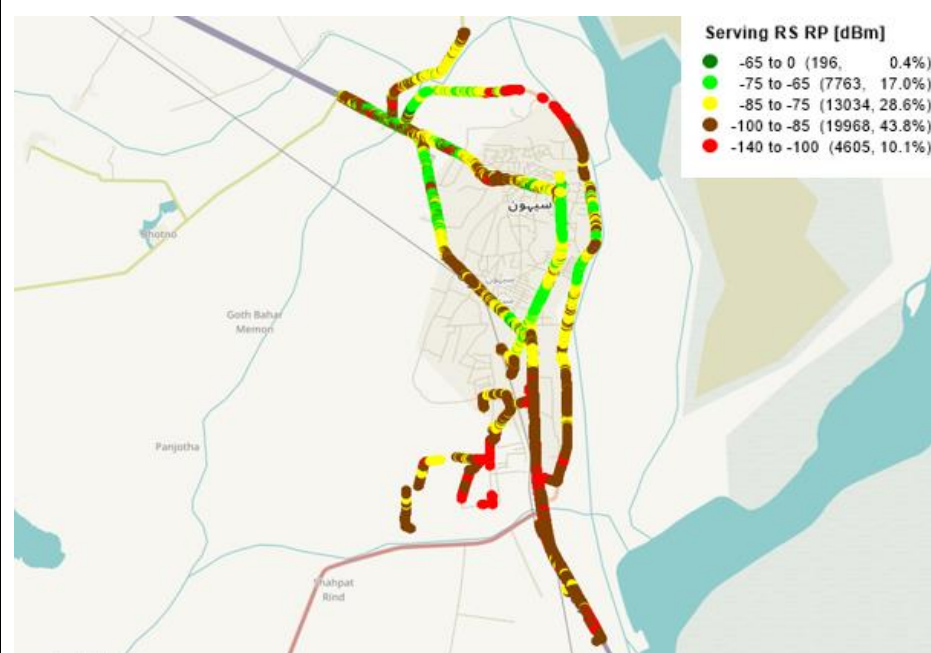 Serving RS RP [dBm]
-65 to 0 (196, 0.4%)
-75 to -65 (7763, 17.0%)
-85 to -75 (13034, 28.6%)
-100 to -85 (19968, 43.8%)
-140 to -100 (4605, 10.1%)
سیہون
Goth Bahar
Memori
Panjotha
Shahpat
Rind